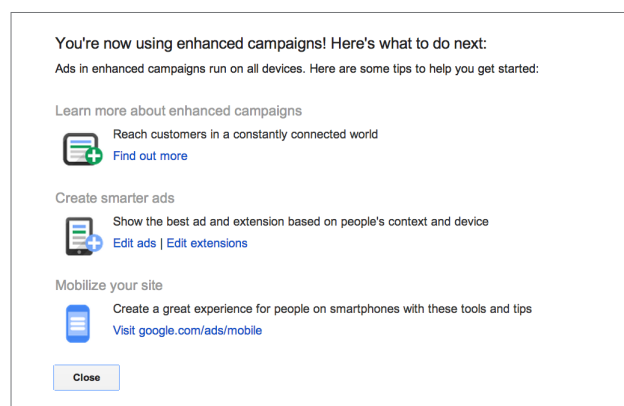 You're now using enhanced campaigns! Here's what to do next:
Ads in enhanced campaigns run on all devices. Here are some tips to help you get started:
Learn more about enhanced campaigns
Reach customers in a constantly connected world
Find out more
Create smarter ads
Show the best ad and extension based on people's context and device
Edit ads | Edit extensions
Mobilize your site
Create a great experience for people on smartphones with these tools and tips
Visit google.com/ads/mobile
Close